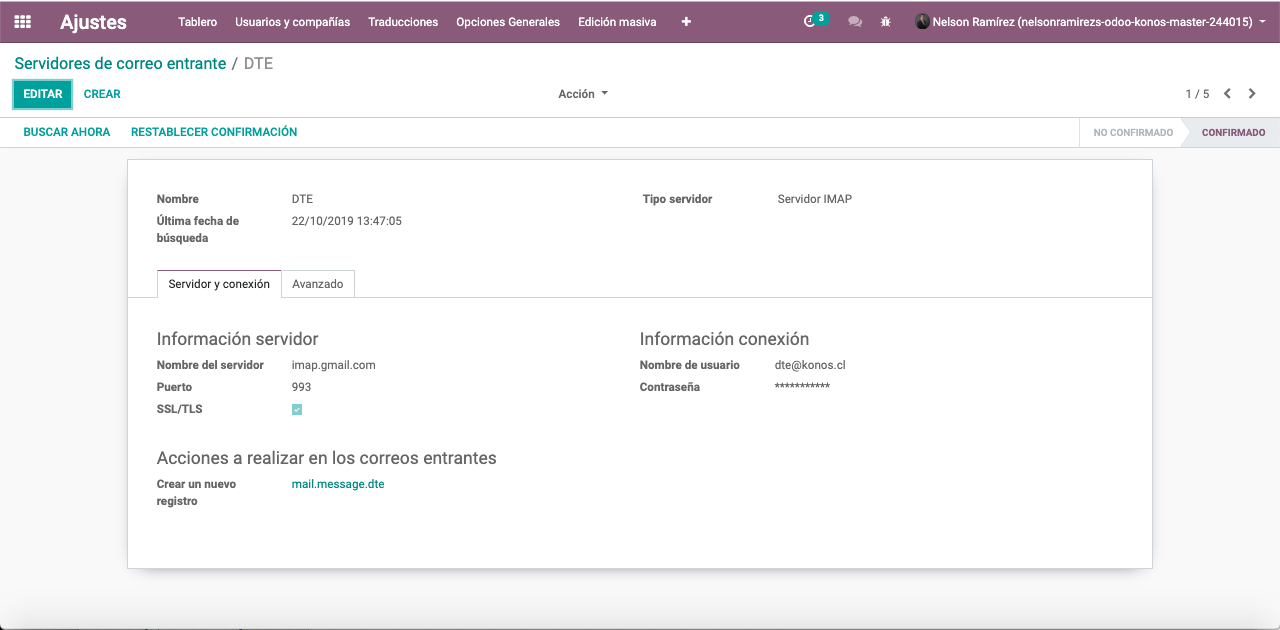 Ajustes Tablero Usuarios y compañías Traducciones Opciones Generales Edición masiva + 3 Nelson Ramírez (nelsonramirezs-odoo-konos-master-244015)
Servidores de correo entrante / DTE
EDITAR CREAR Acción 1 / 5
BUSCAR AHORA RESTABLECER CONFIRMACIÓN NO CONFIRMADO CONFIRMADO
Nombre DTE Tipo servidor Servidor IMAP
Última fecha de búsqueda 22/10/2019 13:47:05
Servidor y conexión Avanzado
Información servidor Información conexión
Nombre del servidor imap.gmail.com Nombre de usuario dte@konos.cl
Puerto 993 Contraseña ***********
SSL/TLS
Acciones a realizar en los correos entrantes
Crear un nuevo registro mail.message.dte